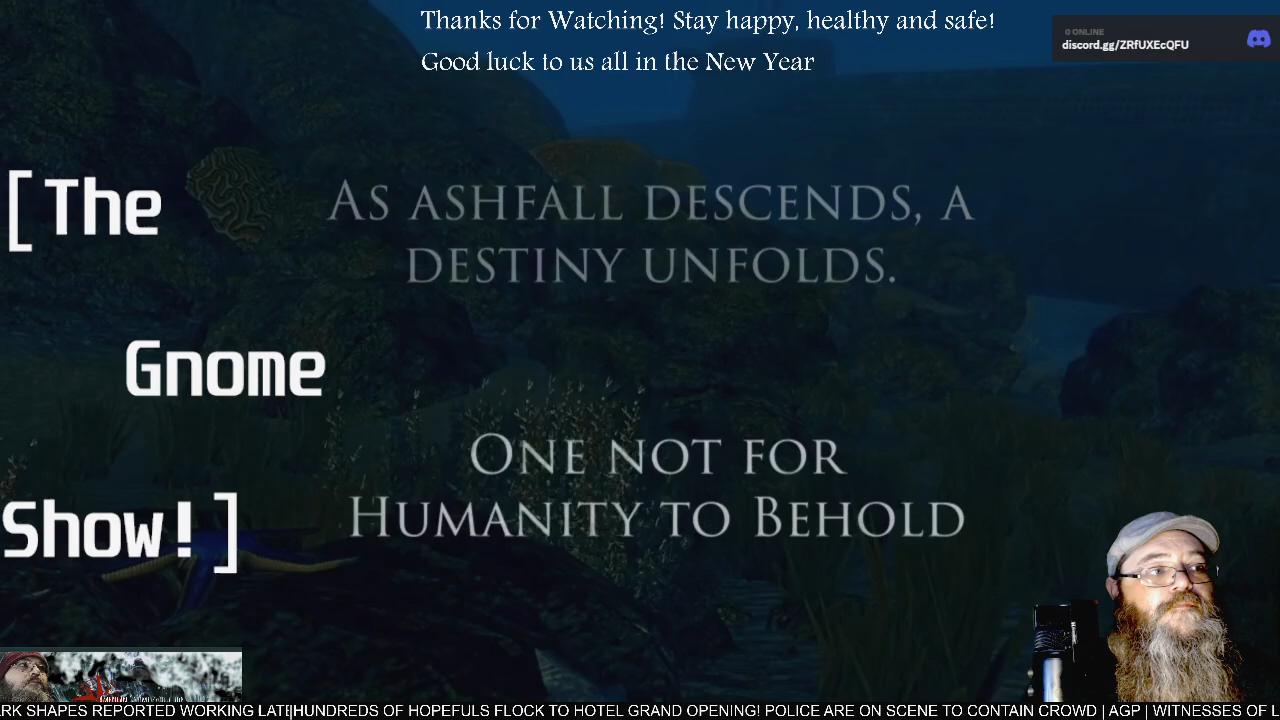 Thanks for Watching! Stay happy, healthy and safe!
Good luck to us all in the New Year
0 ONLINE
discord.gg/ZRfUXEcQFU
[The
Gnome
Show!]
As ashfall descends, a
destiny unfolds.
One not for
Humanity to Behold
ARK SHAPES REPORTED WORKING LATE|HUNDREDS OF HOPEFULS FLOCK TO HOTEL GRAND OPENING! POLICE ARE ON SCENE TO CONTAIN CROWD | AGP | WITNESSES OF L